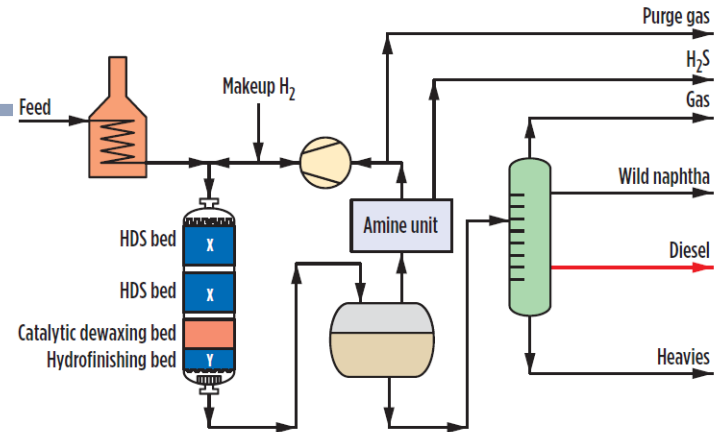 Purge gas
H₂S
Gas
Makeup H₂
Feed
Wild naphtha
Amine unit
HDS bed
X
Diesel
HDS bed
X
Catalytic dewaxing bed
Hydrofinishing bed
Y
Heavies